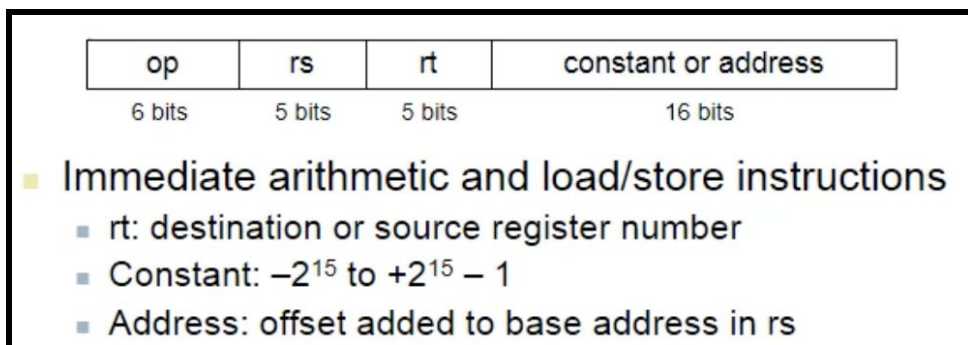 op rs rt constant or address
6 bits 5 bits 5 bits 16 bits
Immediate arithmetic and load/store instructions
rt: destination or source register number
Constant: –2¹⁵ to +2¹⁵ – 1
Address: offset added to base address in rs